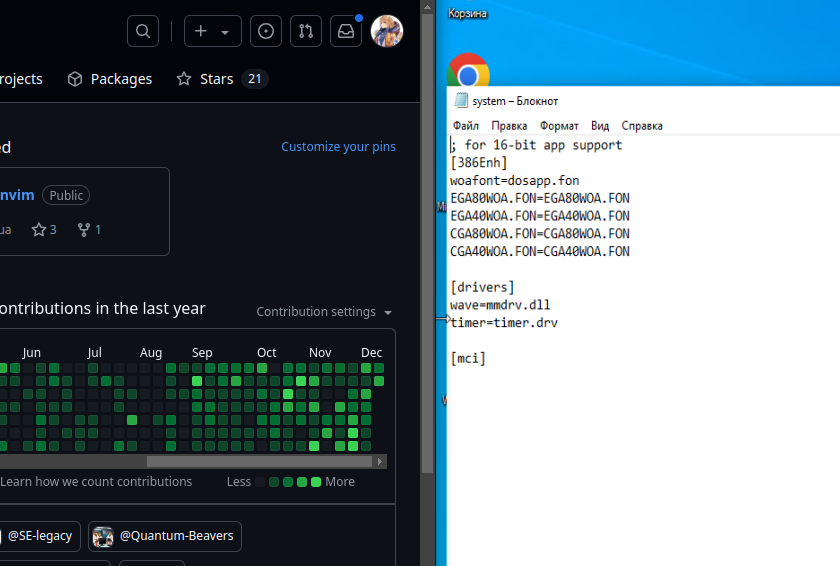 rojects
Packages
Stars 21
ed
Customize your pins
nvim Public
ua
3
1
ontributions in the last year
Contribution settings
Jun Jul Aug Sep Oct Nov Dec
Learn how we count contributions
Less
More
@SE-legacy
@Quantum-Beavers
Корзина
system – Блокнот
Файл Правка Формат Вид Справка
; for 16-bit app support
[386Enh]
woafont=dosapp.fon
EGA80WOA.FON=EGA80WOA.FON
EGA40WOA.FON=EGA40WOA.FON
CGA80WOA.FON=CGA80WOA.FON
CGA40WOA.FON=CGA40WOA.FON
[drivers]
wave=mmdrv.dll
timer=timer.drv
[mci]